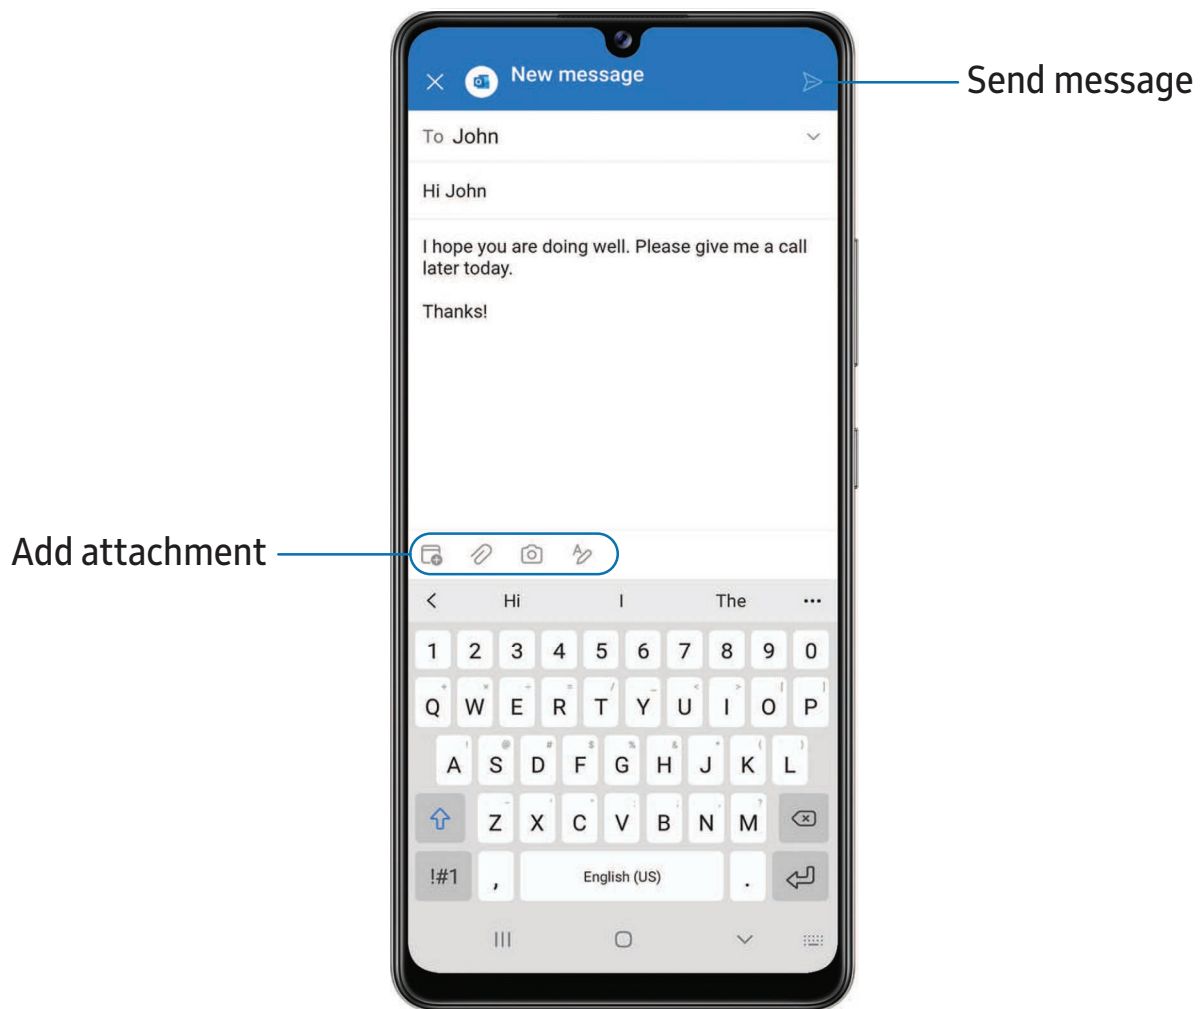 New message
Send message
To John
Hi John
I hope you are doing well. Please give me a call
later today.
Thanks!
Add attachment
Hi I The ...
1 2 3 4 5 6 7 8 9 0
Q W E R T Y U I O P
A S D F G H J K L
Z X C V B N M
!#1 , English (US) .